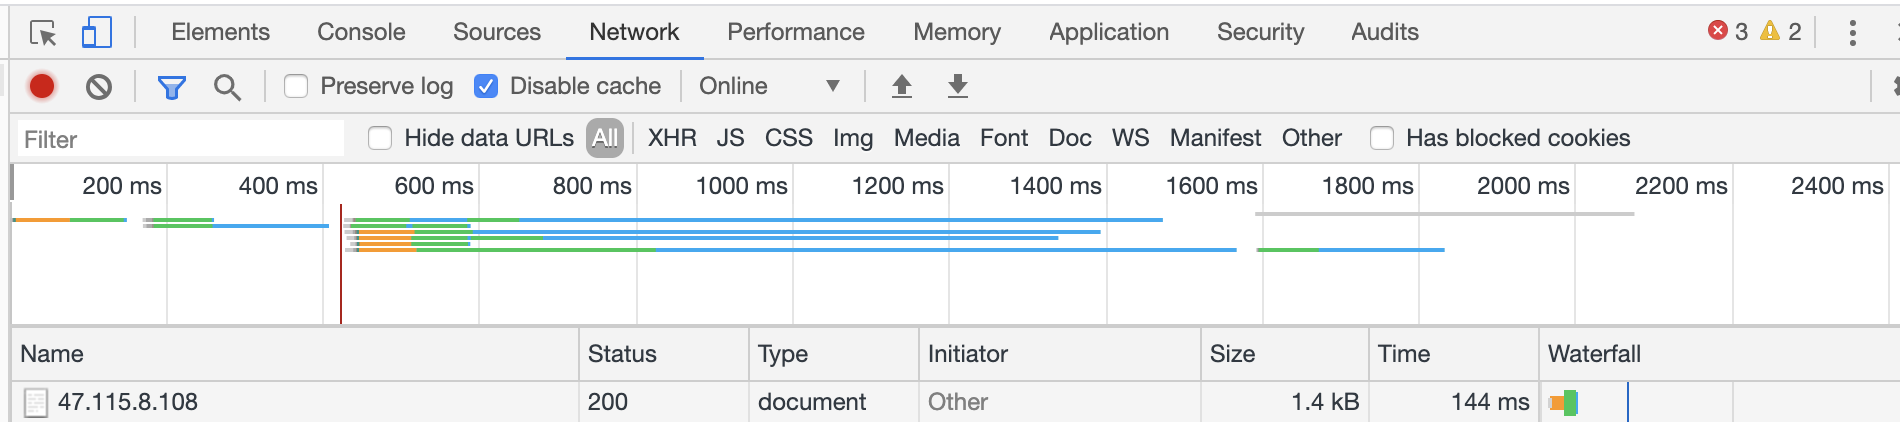 Elements Console Sources Network Performance Memory Application Security Audits 3 2
Preserve log Disable cache Online
Filter Hide data URLs All XHR JS CSS Img Media Font Doc WS Manifest Other Has blocked cookies
200 ms 400 ms 600 ms 800 ms 1000 ms 1200 ms 1400 ms 1600 ms 1800 ms 2000 ms 2200 ms 2400 ms
Name Status Type Initiator Size Time Waterfall
47.115.8.108 200 document Other 1.4 kB 144 ms